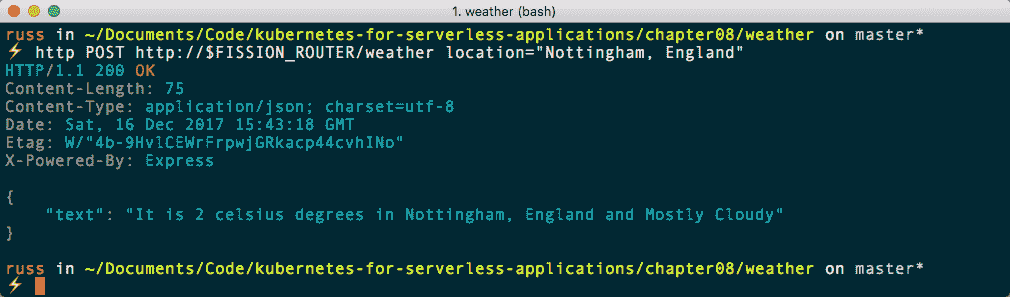 1. weather (bash)
russ in ~/Documents/Code/kubernetes-for-serverless-applications/chapter08/weather on master*
⚡ http POST http://$FISSION_ROUTER/weather location="Nottingham, England"
HTTP/1.1 200 OK
Content-Length: 75
Content-Type: application/json; charset=utf-8
Date: Sat, 16 Dec 2017 15:43:18 GMT
Etag: W/"4b-9HvlCEWrFrpwjGRkacp44cvhINo"
X-Powered-By: Express
{
"text": "It is 2 celsius degrees in Nottingham, England and Mostly Cloudy"
}
russ in ~/Documents/Code/kubernetes-for-serverless-applications/chapter08/weather on master*
⚡